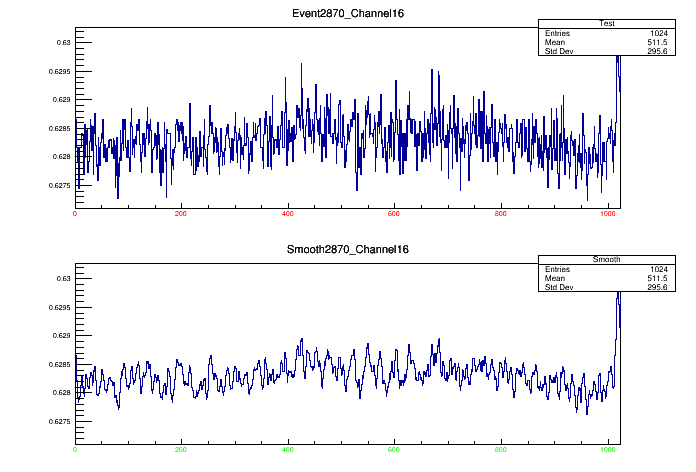 Event2870_Channel16
Test
Entries 1024
Mean 511.5
Std Dev 295.6
0.63
0.6295
0.629
0.6285
0.628
0.6275
0 200 400 600 800 1000
Smooth2870_Channel16
Smooth
Entries 1024
Mean 511.5
Std Dev 295.6
0.63
0.6295
0.629
0.6285
0.628
0.6275
0 200 400 600 800 1000